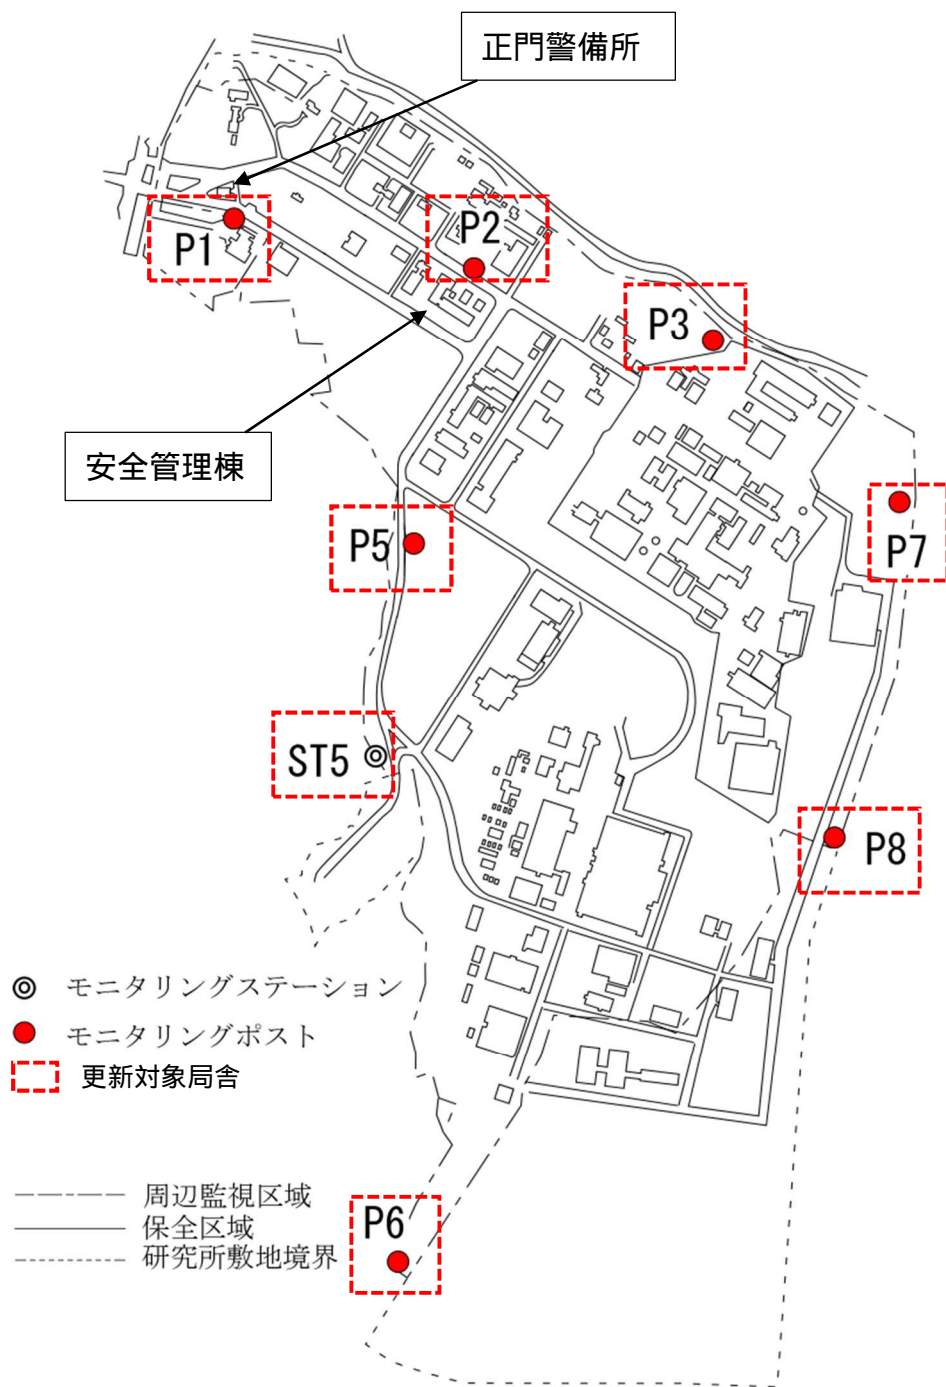 正門警備所
P1
P2
P3
安全管理棟
P5
P7
ST5
P8
モニタリングステーション
モニタリングポスト
更新対象局舎
周辺監視区域
保全区域
研究所敷地境界
P6